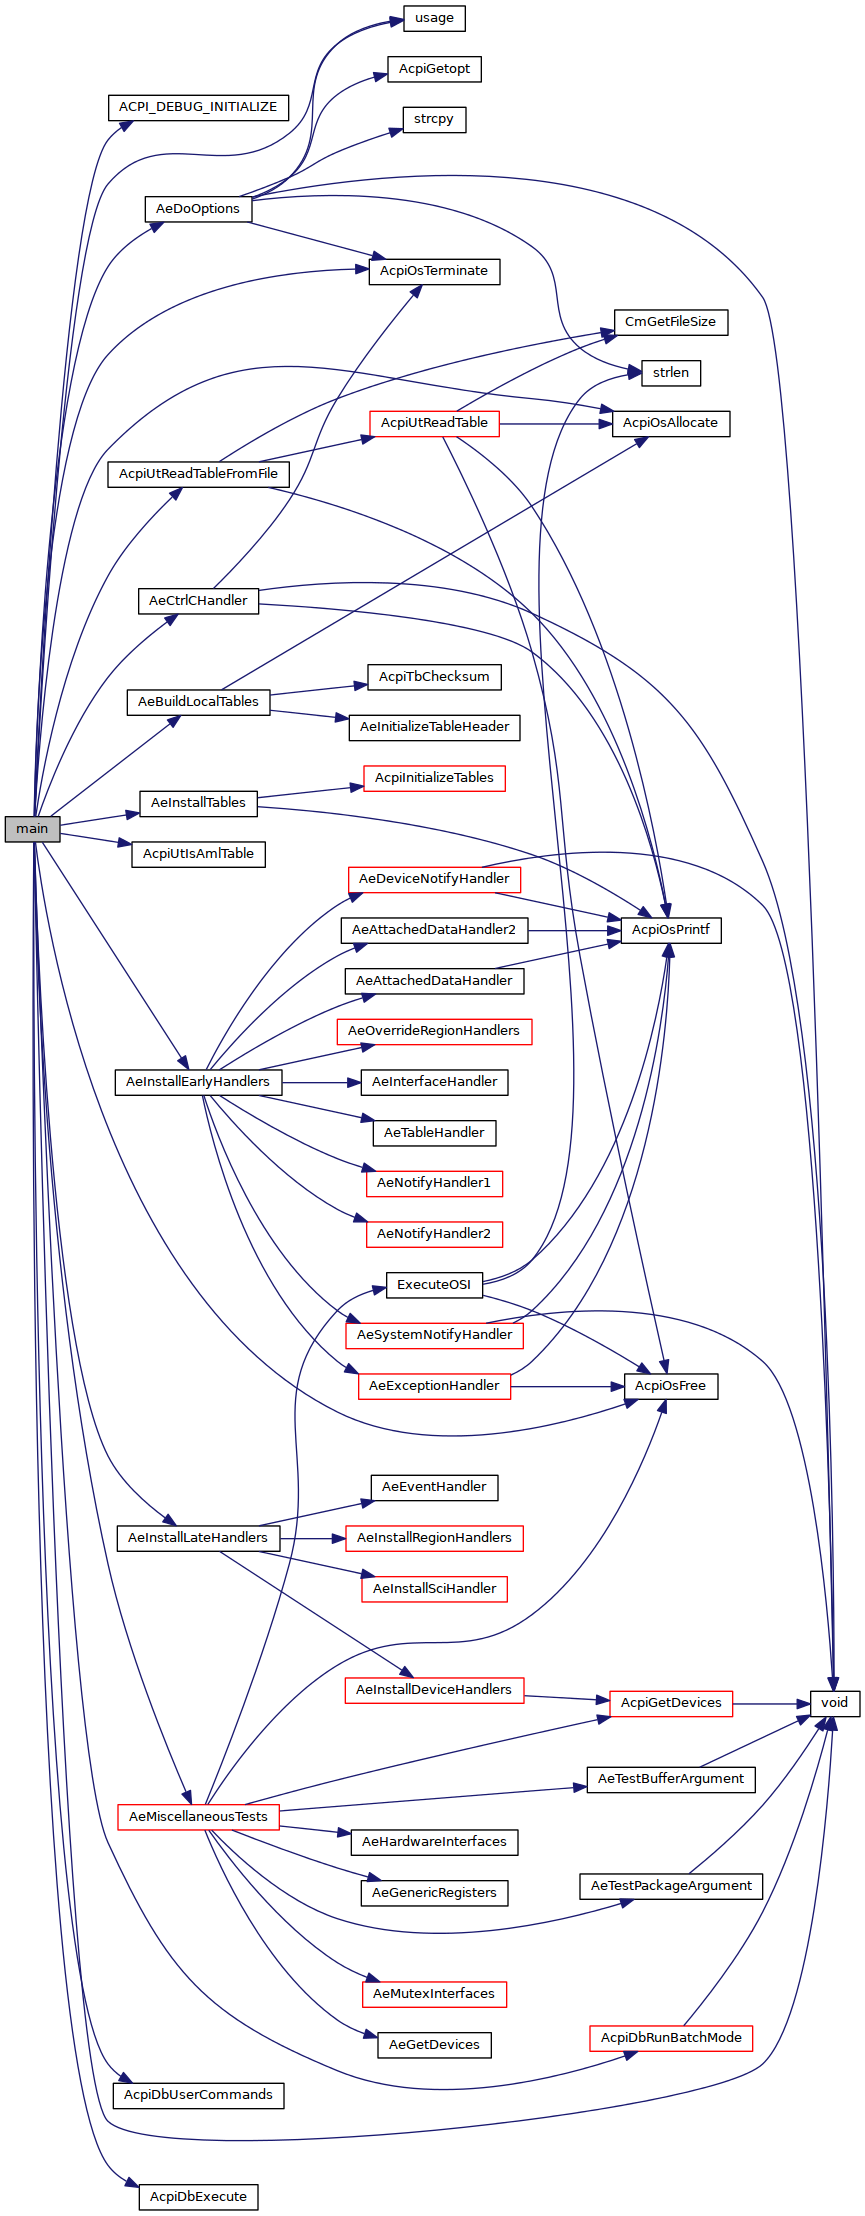 usage
AcpiGetopt
ACPI_DEBUG_INITIALIZE
strcpy
AeDoOptions
AcpiOsTerminate
CmGetFileSize
strlen
AcpiUtReadTable
AcpiOsAllocate
AcpiUtReadTableFromFile
AeCtrlCHandler
AcpiTbChecksum
AeBuildLocalTables
AeInitializeTableHeader
AcpiInitializeTables
AeInstallTables
main
AcpiUtIsAmlTable
AeDeviceNotifyHandler
AeAttachedDataHandler2
AcpiOsPrintf
AeAttachedDataHandler
AeOverrideRegionHandlers
AeInstallEarlyHandlers
AeInterfaceHandler
AeTableHandler
AeNotifyHandler1
AeNotifyHandler2
ExecuteOSI
AeSystemNotifyHandler
AeExceptionHandler
AcpiOsFree
AeEventHandler
AeInstallLateHandlers
AeInstallRegionHandlers
AeInstallSciHandler
AeInstallDeviceHandlers
AcpiGetDevices
void
AeTestBufferArgument
AeMiscellaneousTests
AeHardwareInterfaces
AeGenericRegisters
AeTestPackageArgument
AeMutexInterfaces
AcpiDbRunBatchMode
AeGetDevices
AcpiDbUserCommands
AcpiDbExecute